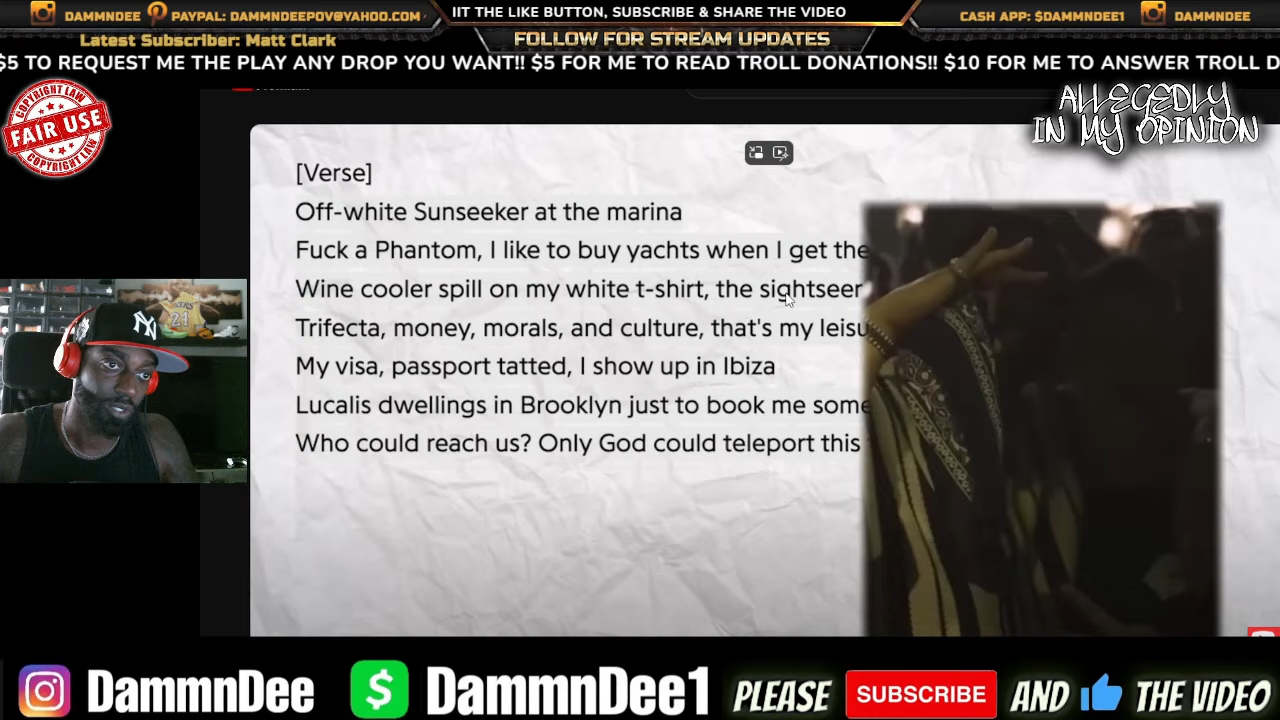 IIT THE LIKE BUTTON, SUBSCRIBE & SHARE THE VIDEO
DAMMNDEE PAYPAL: DAMMNDEEPOV@YAHOO.COM
CASH APP: $DAMMNDEE1 DAMMNDEE
Latest Subscriber: Matt Clark
FOLLOW FOR STREAM UPDATES
$5 TO REQUEST ME THE PLAY ANY DROP YOU WANT!! $5 FOR ME TO READ TROLL DONATIONS!! $10 FOR ME TO ANSWER TROLL D
COPYRIGHT LAW
FAIR USE
COPYRIGHT LAW
ALLEGEDLY
IN MY OPINION
[Verse]
Off-white Sunseeker at the marina
Fuck a Phantom, I like to buy yachts when I get the
Wine cooler spill on my white t-shirt, the sightseer
Trifecta, money, morals, and culture, that's my leisu
My visa, passport tatted, I show up in Ibiza
Lucalis dwellings in Brooklyn just to book me some
Who could reach us? Only God could teleport this
NY
LAKERS
24
DammnDee
$ DammnDee1
PLEASE SUBSCRIBE AND THE VIDEO